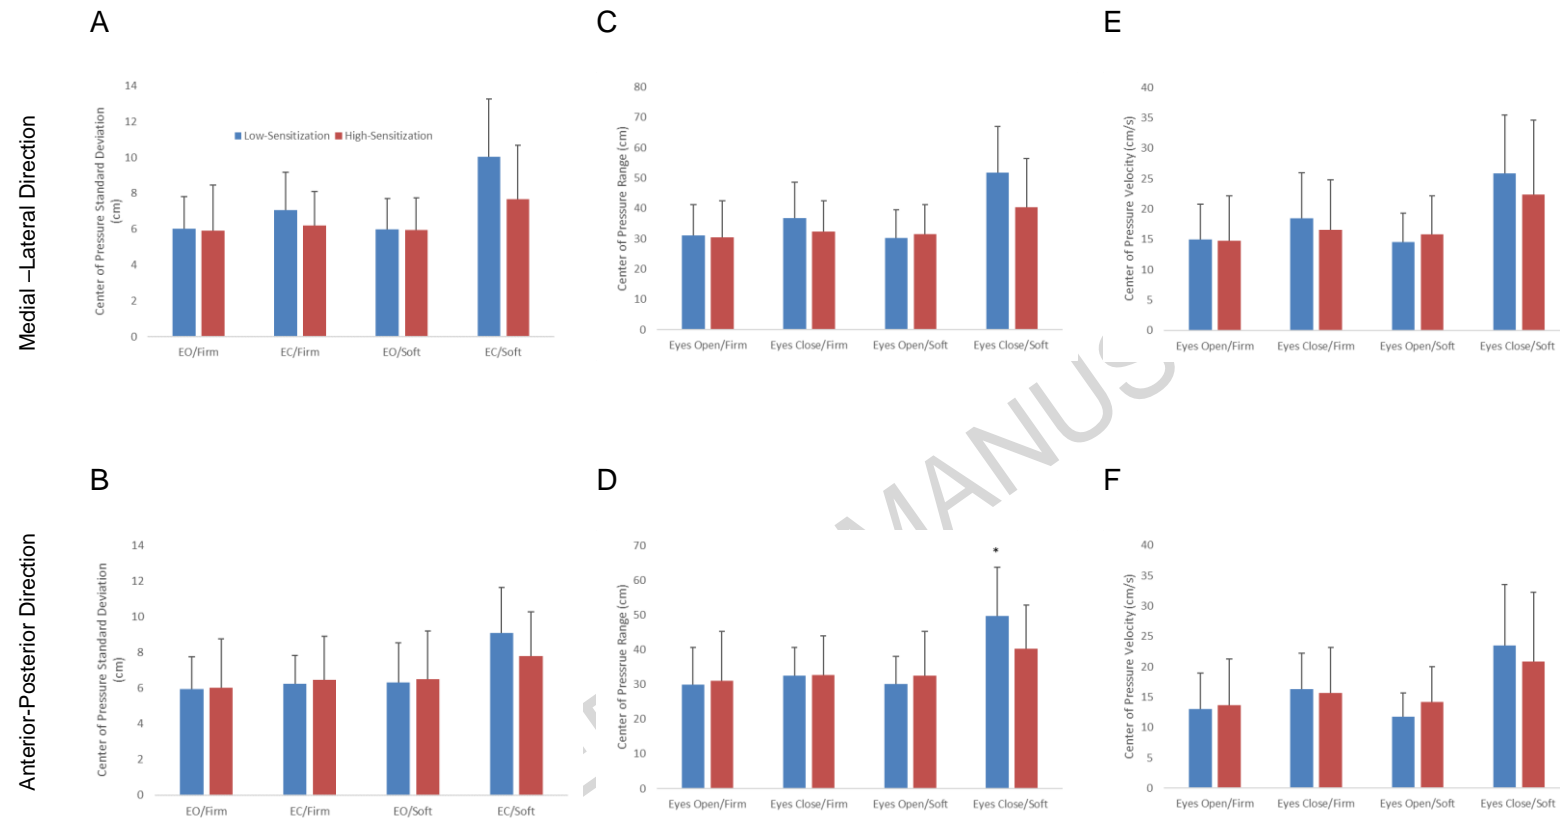 A
Medial –Lateral Direction
Center of Pressure Standard Deviation
(cm)
14
12
10
8
6
4
2
0
Low-Sensitization High-Sensitization
EO/Firm EC/Firm EO/Soft EC/Soft
C
Center of Pressure Range (cm)
80
70
60
50
40
30
20
10
0
Eyes Open/Firm Eyes Close/Firm Eyes Open/Soft Eyes Close/Soft
E
Center of Pressure Velocity (cm/s)
40
35
30
25
20
15
10
5
0
Eyes Open/Firm Eyes Close/Firm Eyes Open/Soft Eyes Close/Soft
B
Anterior-Posterior Direction
Center of Pressure Standard Deviation
(cm)
14
12
10
8
6
4
2
0
EO/Firm EC/Firm EO/Soft EC/Soft
D
Center of Pressrue Range (cm)
70
60
50
40
30
20
10
0
*
Eyes Open/Firm Eyes Close/Firm Eyes Open/Soft Eyes Close/Soft
F
Center of Pressure Velocity (cm/s)
40
35
30
25
20
15
10
5
0
Eyes Open/Firm Eyes Close/Firm Eyes Open/Soft Eyes Close/Soft
MANUS